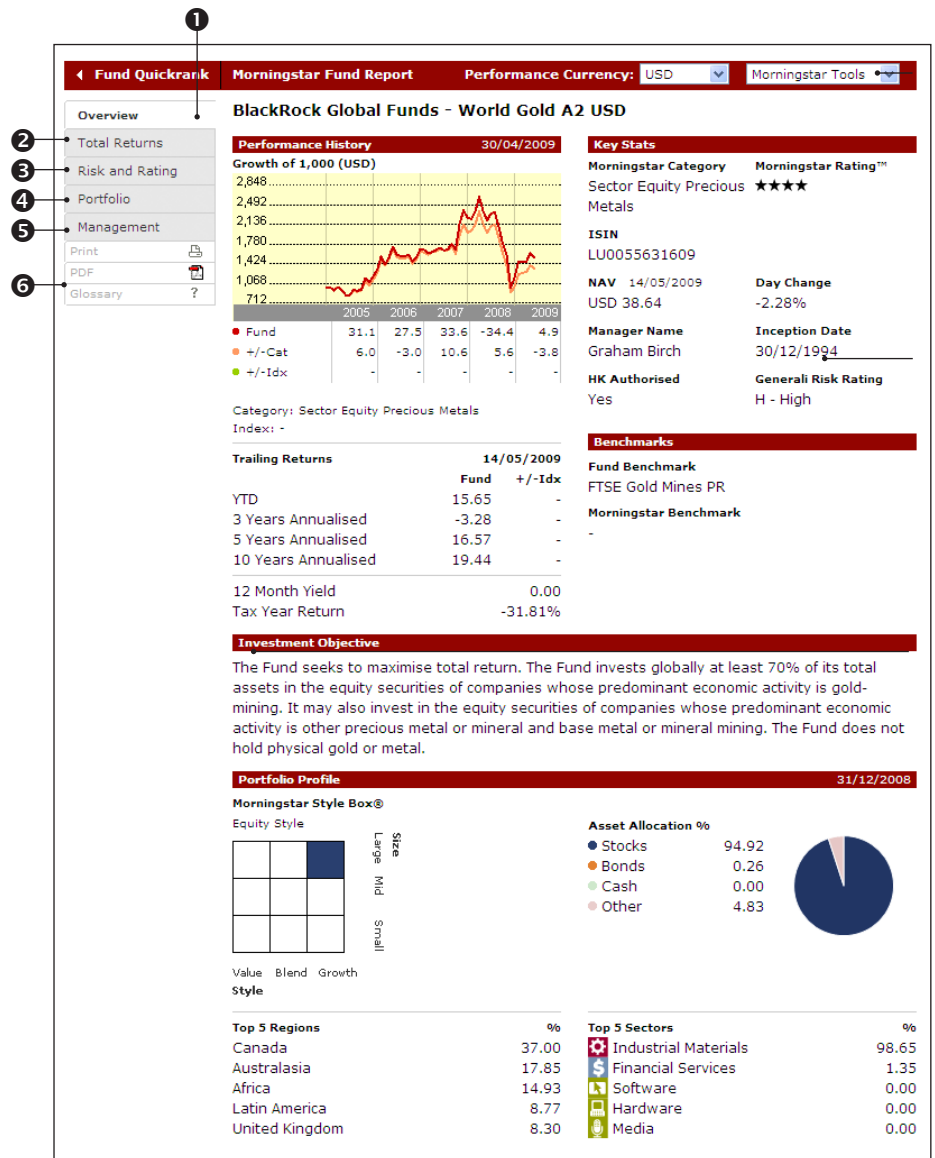 ❶
Fund Quickrank Morningstar Fund Report Performance Currency: USD Morningstar Tools
BlackRock Global Funds - World Gold A2 USD
Overview
❷ Total Returns
❸ Risk and Rating
❹ Portfolio
❺ Management
Print
PDF
❻
Glossary ?
Performance History 30/04/2009
Growth of 1,000 (USD)
2,848
2,492
2,136
1,780
1,424
1,068
712
2005 2006 2007 2008 2009
Fund 31.1 27.5 33.6 -34.4 4.9
+/-Cat 6.0 -3.0 10.6 5.6 -3.8
+/-Idx - - - - -
Category: Sector Equity Precious Metals
Index: -
Trailing Returns 14/05/2009
Fund +/-Idx
YTD 15.65 -
3 Years Annualised -3.28 -
5 Years Annualised 16.57 -
10 Years Annualised 19.44 -
12 Month Yield 0.00
Tax Year Return -31.81%
Key Stats
Morningstar Category Morningstar Rating™
Sector Equity Precious ★★★★
Metals
ISIN
LU0055631609
NAV 14/05/2009 Day Change
USD 38.64 -2.28%
Manager Name Inception Date
Graham Birch 30/12/1994
HK Authorised Generali Risk Rating
Yes H - High
Benchmarks
Fund Benchmark
FTSE Gold Mines PR
Morningstar Benchmark
-
Investment Objective
The Fund seeks to maximise total return. The Fund invests globally at least 70% of its total
assets in the equity securities of companies whose predominant economic activity is gold-
mining. It may also invest in the equity securities of companies whose predominant economic
activity is other precious metal or mineral and base metal or mineral mining. The Fund does not
hold physical gold or metal.
Portfolio Profile 31/12/2008
Morningstar Style Box®
Equity Style
Size
Large Mid Small
Value Blend Growth
Style
Asset Allocation %
Stocks 94.92
Bonds 0.26
Cash 0.00
Other 4.83
Top 5 Regions %
Canada 37.00
Australasia 17.85
Africa 14.93
Latin America 8.77
United Kingdom 8.30
Top 5 Sectors %
Industrial Materials 98.65
$ Financial Services 1.35
Software 0.00
Hardware 0.00
Media 0.00